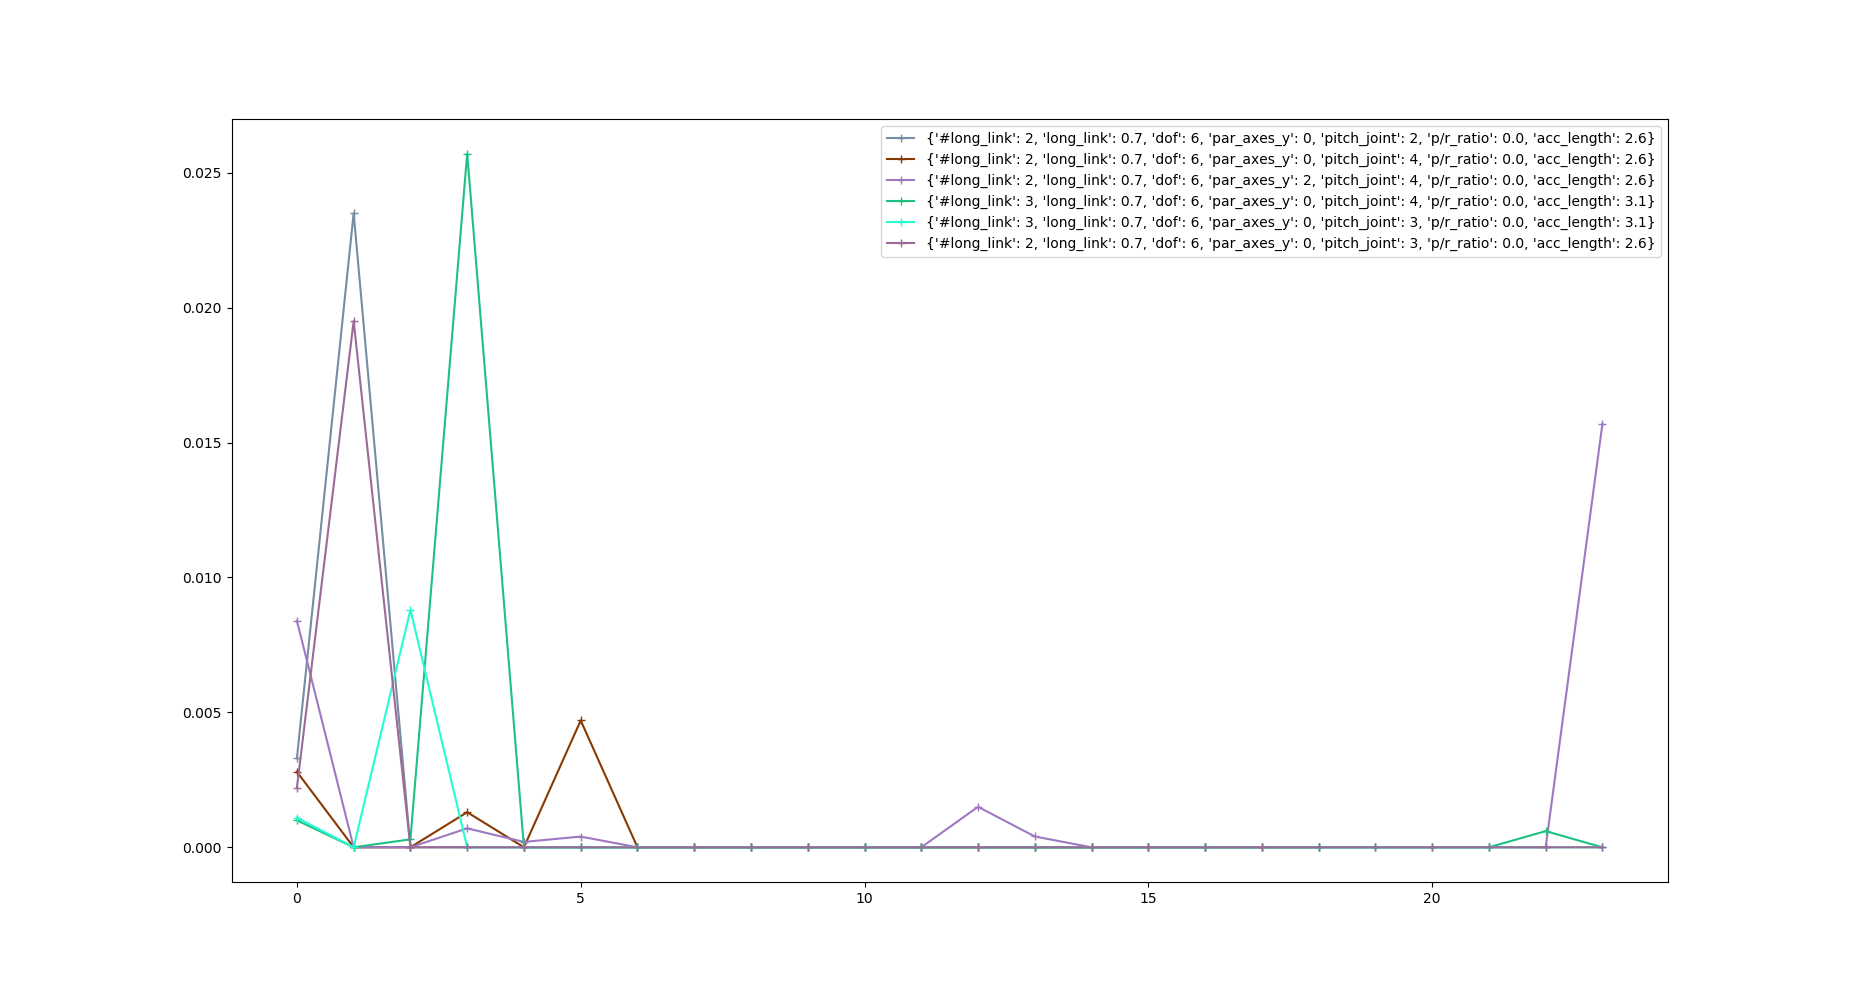 {'#long_link': 2, 'long_link': 0.7, 'dof': 6, 'par_axes_y': 0, 'pitch_joint': 2, 'p/r_ratio': 0.0, 'acc_length': 2.6}
{'#long_link': 2, 'long_link': 0.7, 'dof': 6, 'par_axes_y': 0, 'pitch_joint': 4, 'p/r_ratio': 0.0, 'acc_length': 2.6}
{'#long_link': 2, 'long_link': 0.7, 'dof': 6, 'par_axes_y': 2, 'pitch_joint': 4, 'p/r_ratio': 0.0, 'acc_length': 2.6}
{'#long_link': 3, 'long_link': 0.7, 'dof': 6, 'par_axes_y': 0, 'pitch_joint': 4, 'p/r_ratio': 0.0, 'acc_length': 3.1}
{'#long_link': 3, 'long_link': 0.7, 'dof': 6, 'par_axes_y': 0, 'pitch_joint': 3, 'p/r_ratio': 0.0, 'acc_length': 3.1}
{'#long_link': 2, 'long_link': 0.7, 'dof': 6, 'par_axes_y': 0, 'pitch_joint': 3, 'p/r_ratio': 0.0, 'acc_length': 2.6}
0.025
0.020
0.015
0.010
0.005
0.000
0 5 10 15 20